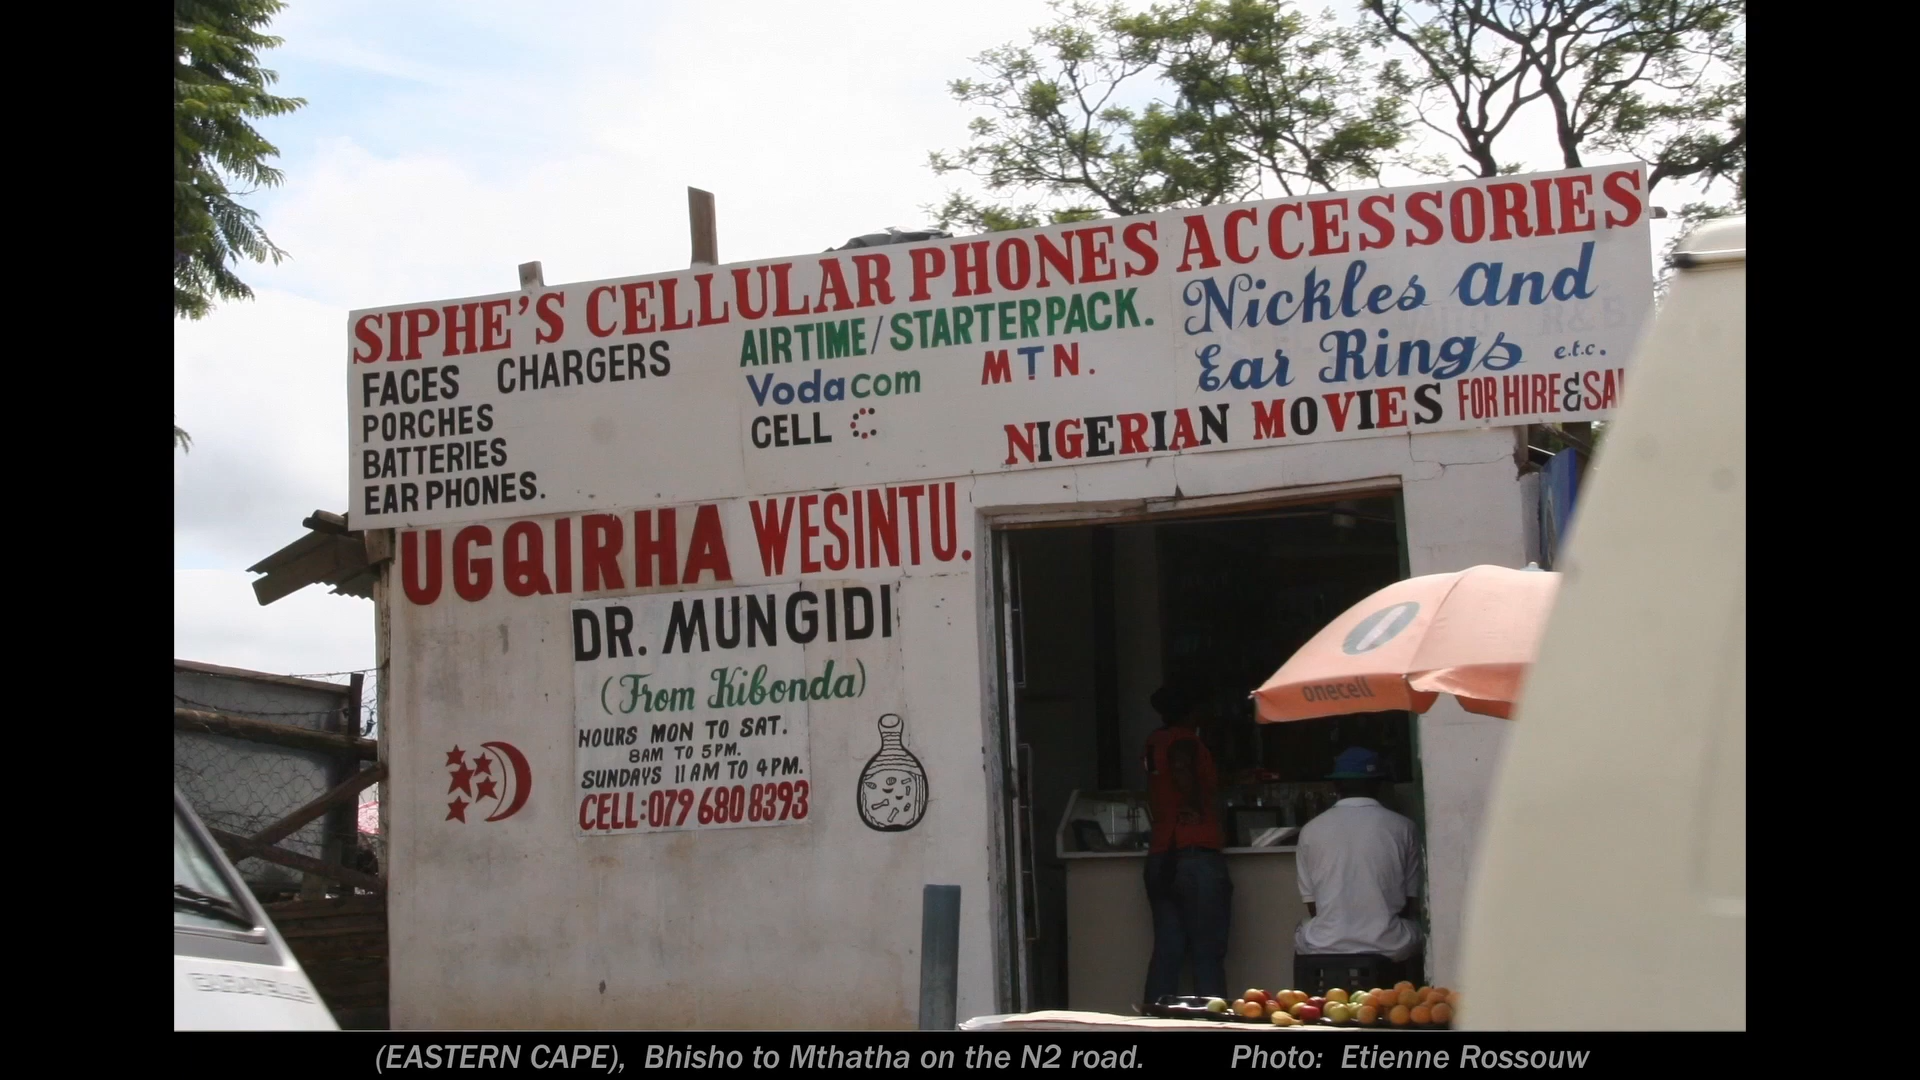 SIPHE'S CELLULAR PHONES ACCESSORIES
FACES CHARGERS
PORCHES
BATTERIES
EAR PHONES.
AIRTIME/STARTERPACK.
Vodacom MTN.
CELL C
Nickles And
Ear Rings e.t.c.
NIGERIAN MOVIES FOR HIRE & SAL
UGQIRHA WESINTU.
DR. MUNGIDI
(From Kibonda)
HOURS MON TO SAT.
8AM TO 5PM.
SUNDAYS 11AM TO 4PM.
CELL:079 680 8393
onecell
(EASTERN CAPE), Bhisho to Mthatha on the N2 road. Photo: Etienne Rossouw